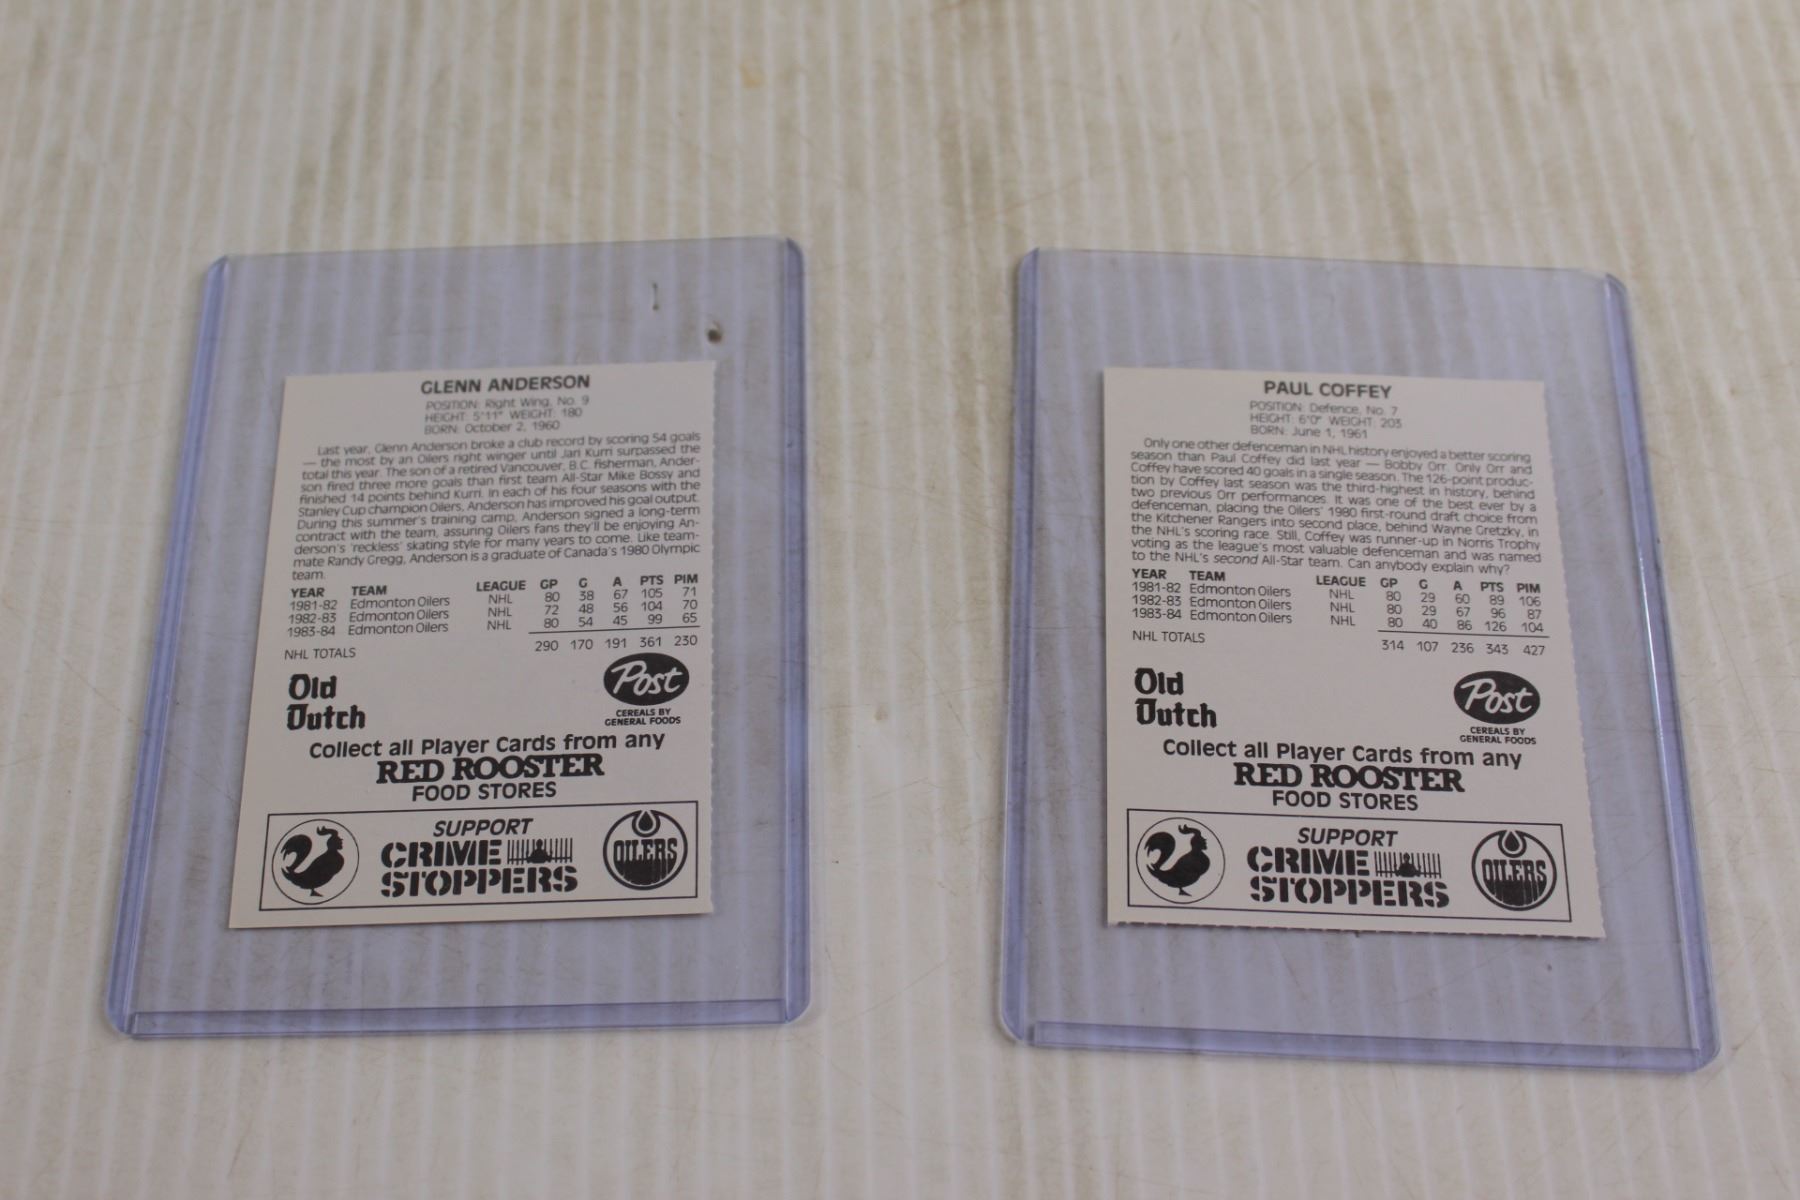 GLENN ANDERSON
POSITION: Right Wing, No. 9
HEIGHT: 5'11" WEIGHT: 180
BORN: October 2, 1960
Last year, Glenn Anderson broke a club record by scoring 54 goals
— the most by an Oilers right winger until Jari Kurri surpassed the
total this year. The son of a retired Vancouver, B.C. fisherman, Ander-
son fired three more goals than first team All-Star Mike Bossy and
finished 14 points behind Kurri. In each of his four seasons with the
Stanley Cup champion Oilers, Anderson has improved his goal output.
During this summer's training camp, Anderson signed a long-term
contract with the team, assuring Oilers fans they'll be enjoying An-
derson's 'reckless' skating style for many years to come. Like team-
mate Randy Gregg, Anderson is a graduate of Canada's 1980 Olympic
team.
YEAR TEAM LEAGUE GP G A PTS PIM
1981-82 Edmonton Oilers NHL 80 38 67 105 71
1982-83 Edmonton Oilers NHL 72 48 56 104 70
1983-84 Edmonton Oilers NHL 80 54 45 99 65
NHL TOTALS 290 170 191 361 230
Old
Dutch
Post
CEREALS BY
GENERAL FOODS
Collect all Player Cards from any
RED ROOSTER
FOOD STORES
SUPPORT
CRIME
STOPPERS
OILERS
PAUL COFFEY
POSITION: Defence, No. 7
HEIGHT: 6'0" WEIGHT: 203
BORN: June 1, 1961
Only one other defenceman in NHL history enjoyed a better scoring
season than Paul Coffey did last year — Bobby Orr. Only Orr and
Coffey have scored 40 goals in a single season. The 126-point produc-
tion by Coffey last season was the third-highest in history, behind
two previous Orr performances. It was one of the best ever by a
defenceman, placing the Oilers' 1980 first-round draft choice from
the Kitchener Rangers into second place, behind Wayne Gretzky, in
the NHL's scoring race. Still, Coffey was runner-up in Norris Trophy
voting as the league's most valuable defenceman and was named
to the NHL's second All-Star team. Can anybody explain why?
YEAR TEAM LEAGUE GP G A PTS PIM
1981-82 Edmonton Oilers NHL 80 29 60 89 106
1982-83 Edmonton Oilers NHL 80 29 67 96 87
1983-84 Edmonton Oilers NHL 80 40 86 126 104
NHL TOTALS 314 107 236 343 427
Old
Dutch
Post
CEREALS BY
GENERAL FOODS
Collect all Player Cards from any
RED ROOSTER
FOOD STORES
SUPPORT
CRIME
STOPPERS
OILERS